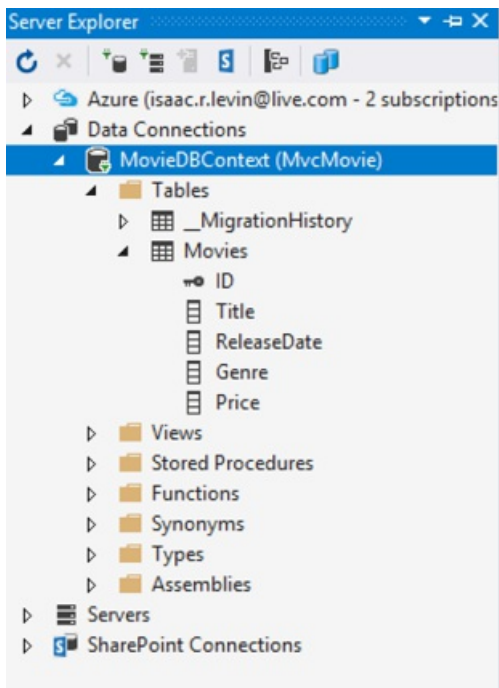 Server Explorer
Azure (isaac.r.levin@live.com - 2 subscriptions
Data Connections
MovieDBContext (MvcMovie)
Tables
__MigrationHistory
Movies
ID
Title
ReleaseDate
Genre
Price
Views
Stored Procedures
Functions
Synonyms
Types
Assemblies
Servers
SharePoint Connections